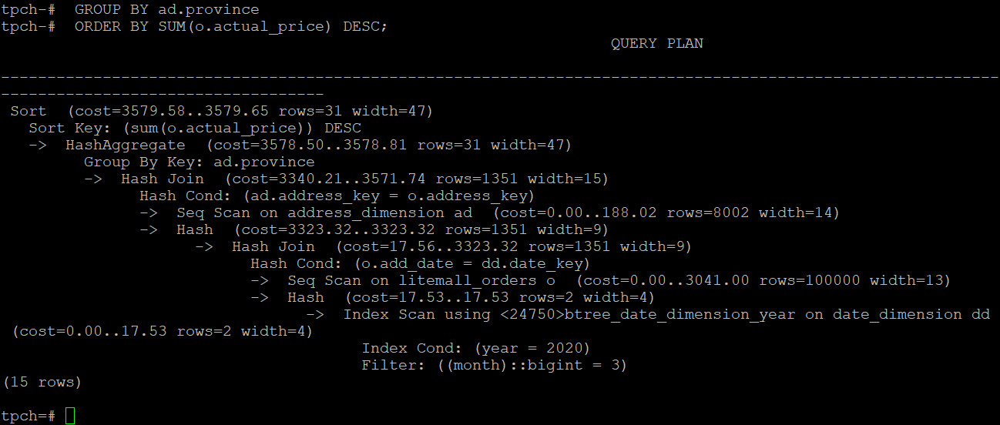 tpch-#  GROUP BY ad.province
tpch-#  ORDER BY SUM(o.actual_price) DESC;
QUERY PLAN
------------------------------------------------------------------------------------------------------------
-----------------------------------
Sort  (cost=3579.58..3579.65 rows=31 width=47)
Sort Key: (sum(o.actual_price)) DESC
->  HashAggregate  (cost=3578.50..3578.81 rows=31 width=47)
Group By Key: ad.province
->  Hash Join  (cost=3340.21..3571.74 rows=1351 width=15)
Hash Cond: (ad.address_key = o.address_key)
->  Seq Scan on address_dimension ad  (cost=0.00..188.02 rows=8002 width=14)
->  Hash  (cost=3323.32..3323.32 rows=1351 width=9)
->  Hash Join  (cost=17.56..3323.32 rows=1351 width=9)
Hash Cond: (o.add_date = dd.date_key)
->  Seq Scan on litemall_orders o  (cost=0.00..3041.00 rows=100000 width=13)
->  Hash  (cost=17.53..17.53 rows=2 width=4)
->  Index Scan using <24750>btree_date_dimension_year on date_dimension dd
(cost=0.00..17.53 rows=2 width=4)
Index Cond: (year = 2020)
Filter: ((month)::bigint = 3)
(15 rows)
tpch=#